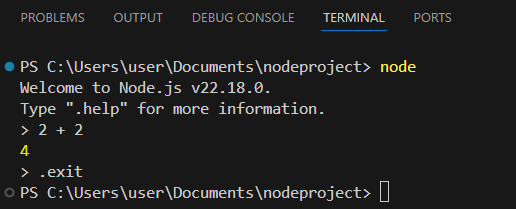 PROBLEMS OUTPUT DEBUG CONSOLE TERMINAL PORTS
PS C:\Users\user\Documents\nodeproject> node
Welcome to Node.js v22.18.0.
Type ".help" for more information.
> 2 + 2
4
> .exit
PS C:\Users\user\Documents\nodeproject>